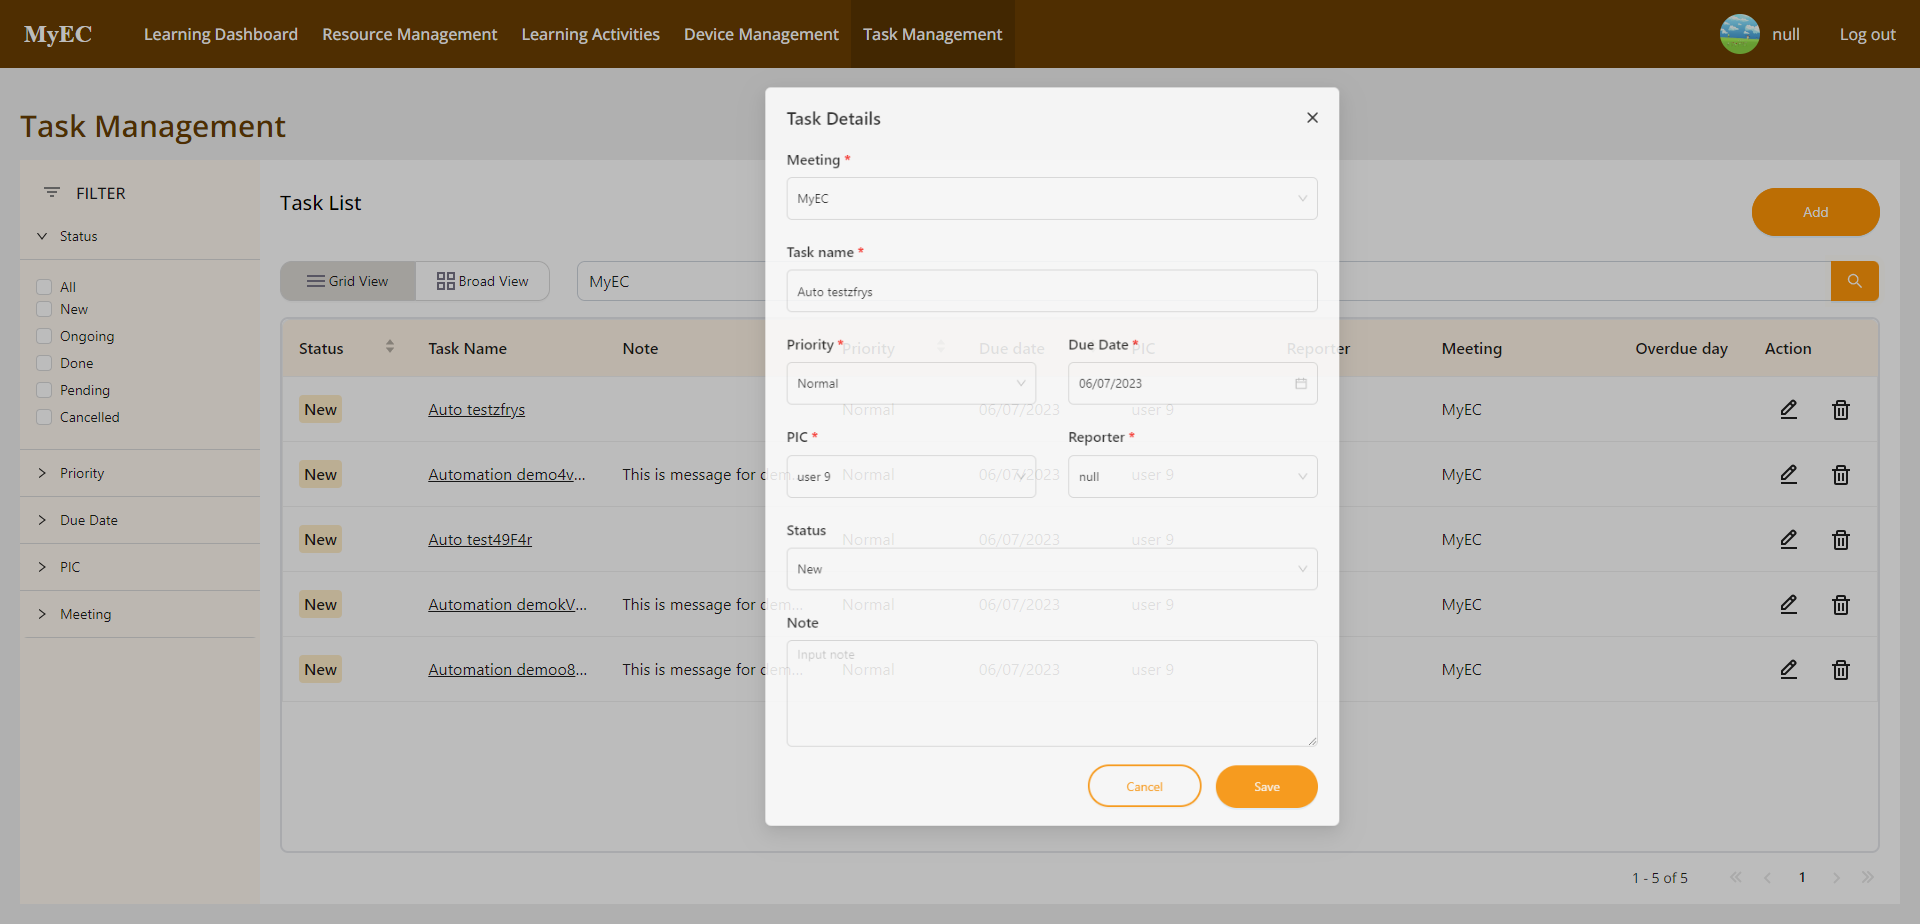 MyEC Learning Dashboard Resource Management Learning Activities Device Management Task Management null Log out
Task Management
FILTER
Status
All
New
Ongoing
Done
Pending
Cancelled
Priority
Due Date
PIC
Meeting
Task List
Add
Grid View Broad View MyEC
Status Task Name Note Priority Due date PIC Reporter Meeting Overdue day Action
New Auto testzfrys Normal 06/07/2023 user 9 MyEC
New Automation demo4v... This is message for dem... Normal 06/07/2023 user 9 MyEC
New Auto test49F4r Normal 06/07/2023 user 9 MyEC
New Automation demokV... This is message for dem... Normal 06/07/2023 user 9 MyEC
New Automation demoo8... This is message for dem... Normal 06/07/2023 user 9 MyEC
1 - 5 of 5 1
Task Details
Meeting *
MyEC
Task name *
Auto testzfrys
Priority * Due Date *
Normal 06/07/2023
PIC * Reporter *
user 9 null
Status
New
Note
Input note
Cancel Save